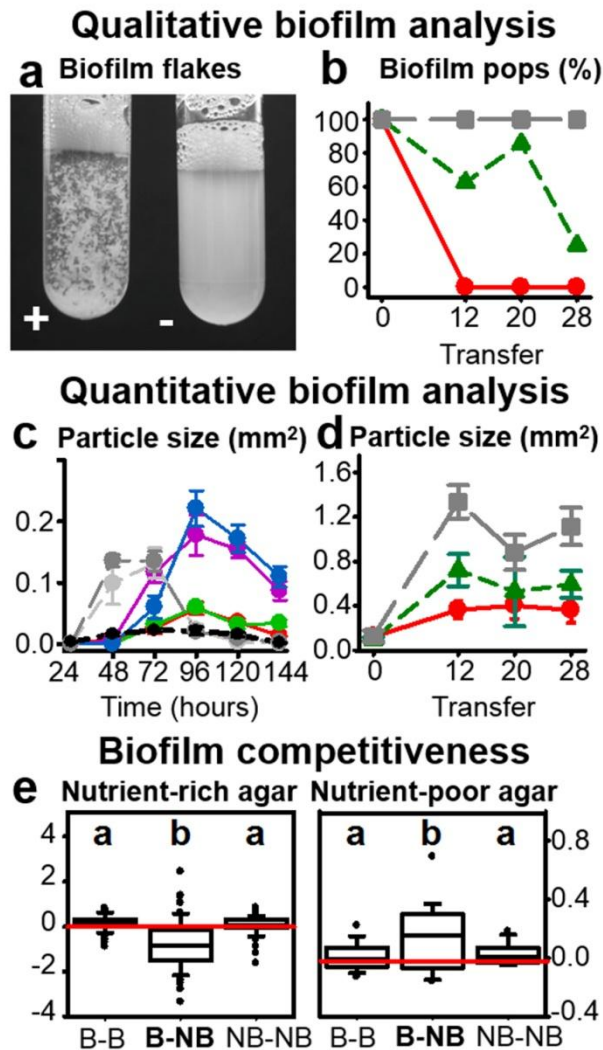 Qualitative biofilm analysis
a Biofilm flakes
+ -
b Biofilm pops (%)
100
80
60
40
20
0
0 12 20 28
Transfer
Quantitative biofilm analysis
c Particle size (mm²)
0.2
0.1
0.0
24 48 72 96 120 144
Time (hours)
d Particle size (mm²)
1.6
1.2
0.8
0.4
0.0
0 12 20 28
Transfer
Biofilm competitiveness
e Nutrient-rich agar
4
2
0
-2
-4
a b a
B-B B-NB NB-NB
Nutrient-poor agar
a b a
0.8
0.4
0.0
-0.4
B-B B-NB NB-NB